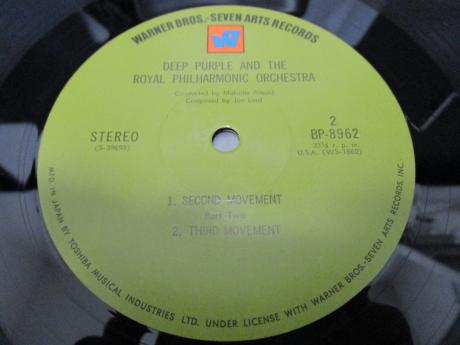 WARNER BROS.-SEVEN ARTS RECORDS
W7
DEEP PURPLE AND THE
ROYAL PHILHARMONIC ORCHESTRA
Conducted by Malcolm Arnold
Composed by Jon Lord
STEREO
(S-39693)
2
BP-8962
33⅓ r. p. m.
U.S.A. (WS-1860)
1. SECOND MOVEMENT
Part Two
2. THIRD MOVEMENT
MFD. IN JAPAN BY TOSHIBA MUSICAL INDUSTRIES LTD. UNDER LICENSE WITH WARNER BROS.-SEVEN ARTS RECORDS, INC.